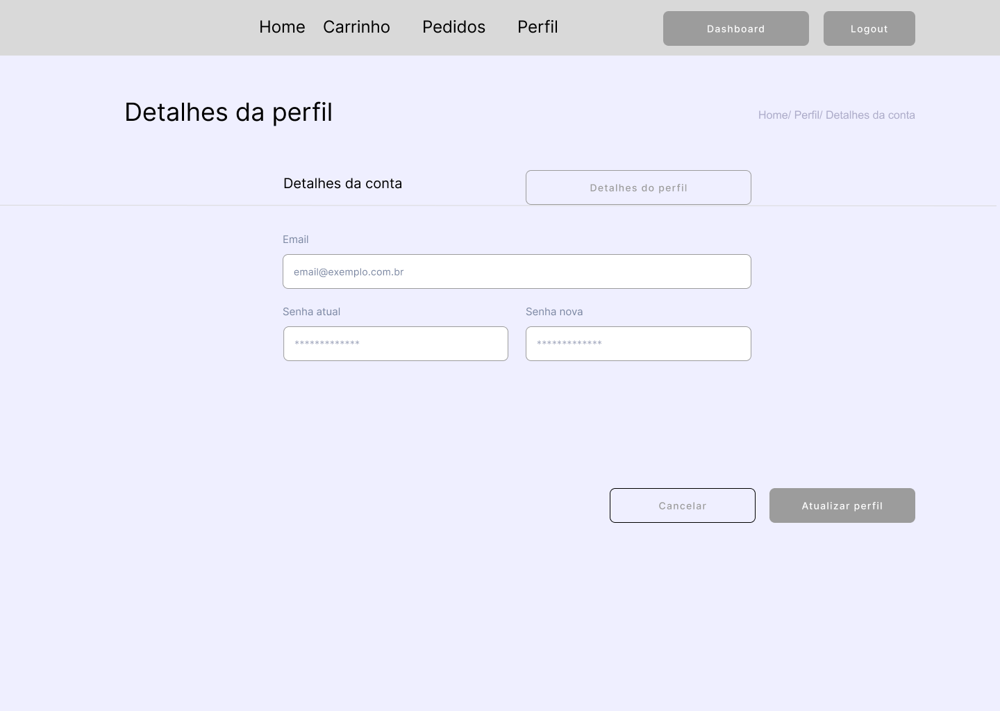 Home Carrinho Pedidos Perfil Dashboard Logout
Detalhes da perfil
Home/ Perfil/ Detalhes da conta
Detalhes da conta
Detalhes do perfil
Email
email@exemplo.com.br
Senha atual Senha nova
************* *************
Cancelar Atualizar perfil